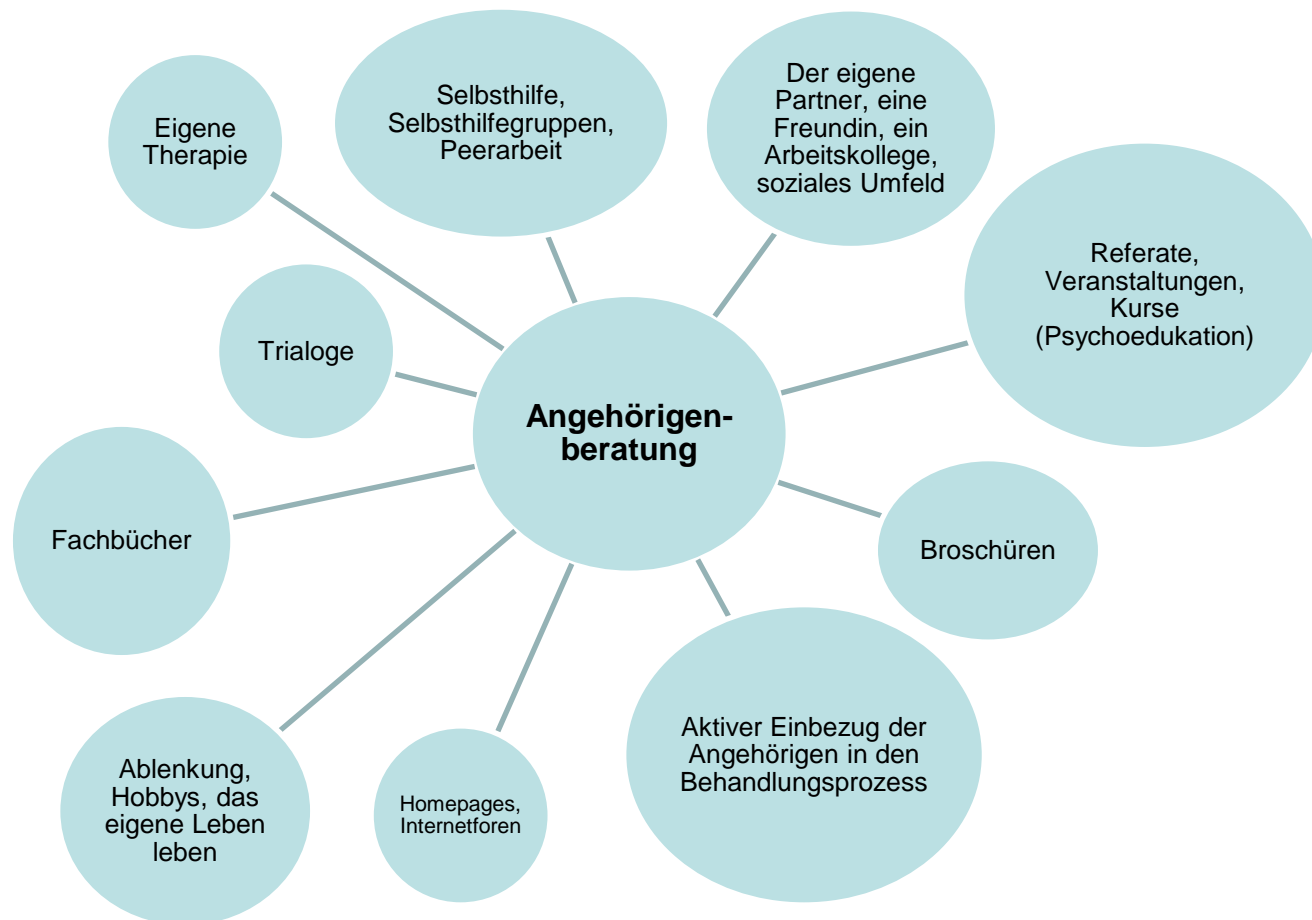 Eigene
Therapie
Selbsthilfe,
Selbsthilfegruppen,
Peerarbeit
Der eigene
Partner, eine
Freundin, ein
Arbeitskollege,
soziales Umfeld
Referate,
Veranstaltungen,
Kurse
(Psychoedukation)
Trialoge
Angehörigen-
beratung
Fachbücher
Broschüren
Aktiver Einbezug der
Angehörigen in den
Behandlungsprozess
Ablenkung,
Hobbys, das
eigene Leben
leben
Homepages,
Internetforen